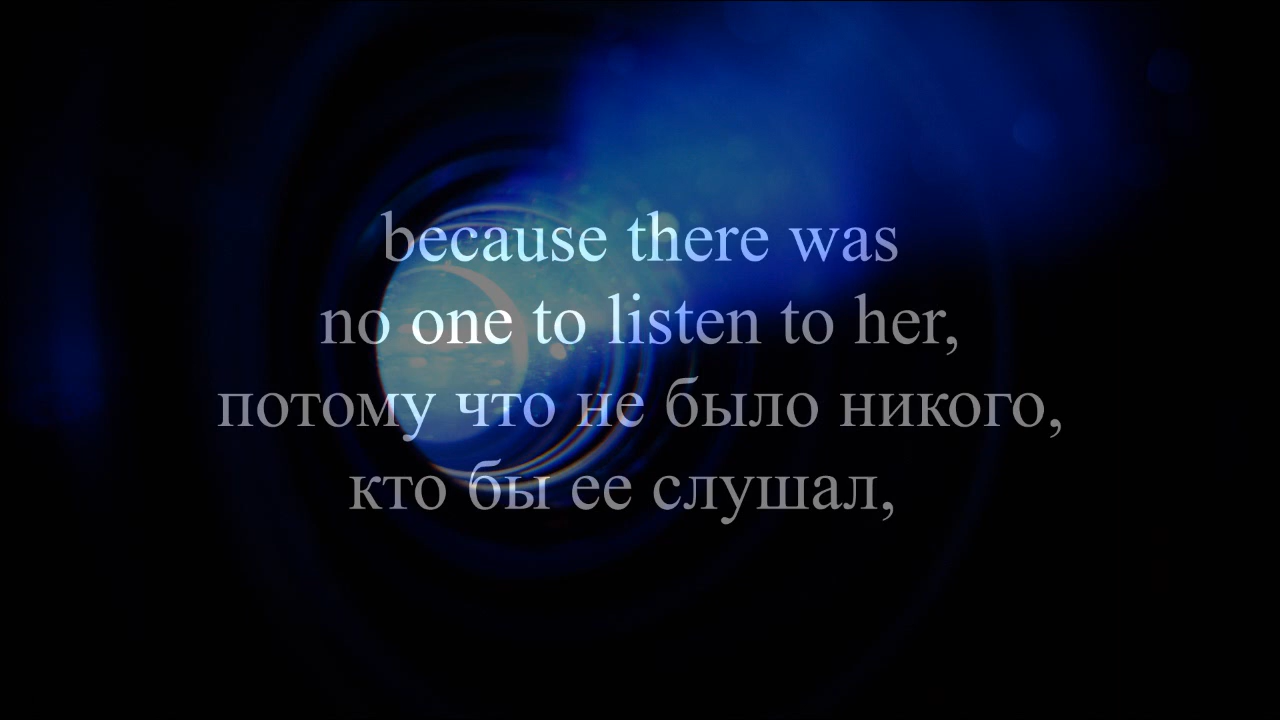 because there was
no one to listen to her,
потому что не было никого,
кто бы ее слушал,